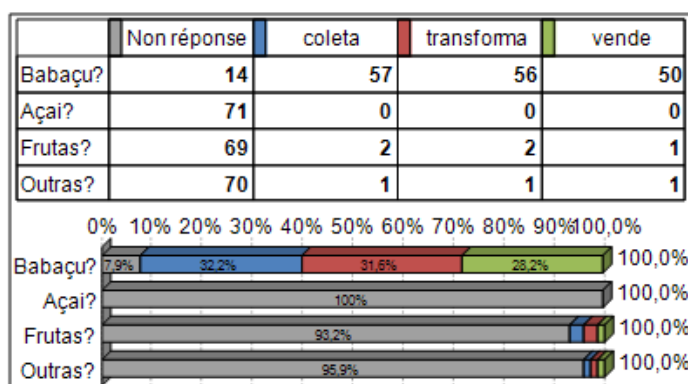 Non réponse coleta transforma vende
Babaçu? 14 57 56 50
Açai? 71 0 0 0
Frutas? 69 2 2 1
Outras? 70 1 1 1
0% 10% 20% 30% 40% 50% 60% 70% 80% 90%100,0%
Babaçu? 7,9% 32,2% 31,6% 28,2% 100,0%
Açai? 100% 100,0%
Frutas? 93,2% 100,0%
Outras? 95,9% 100,0%